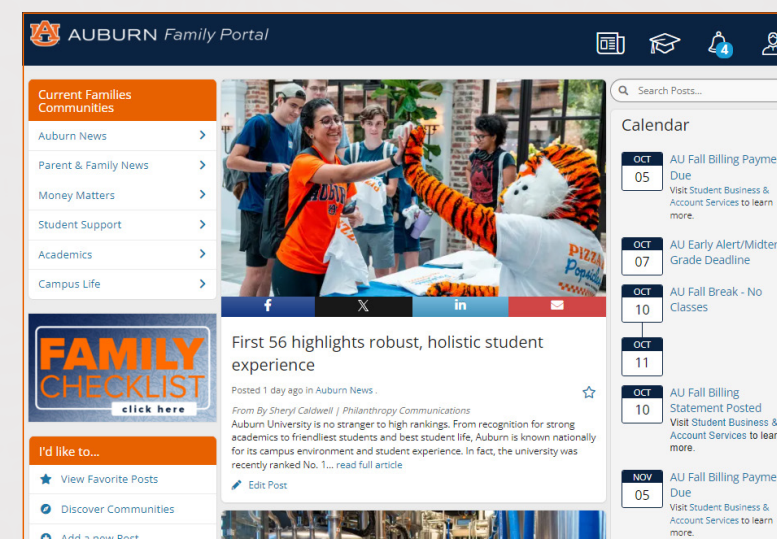 AUBURN Family Portal
4
Current Families
Communities
Auburn News
Parent & Family News
Money Matters
Student Support
Academics
Campus Life
FAMILY
CHECKLIST
click here
I'd like to...
View Favorite Posts
Discover Communities
Add a new Post
AUBURN
PIZZA
Popsicle
First 56 highlights robust, holistic student
experience
Posted 1 day ago in Auburn News .
From By Sheryl Caldwell | Philanthropy Communications
Auburn University is no stranger to high rankings. From recognition for strong
academics to friendliest students and best student life, Auburn is known nationally
for its campus environment and student experience. In fact, the university was
recently ranked No. 1... read full article
Edit Post
Search Posts...
Calendar
OCT
05
AU Fall Billing Payme
Due
Visit Student Business &
Account Services to learn
more.
OCT
07
AU Early Alert/Midter
Grade Deadline
OCT
10
AU Fall Break - No
Classes
OCT
11
OCT
10
AU Fall Billing
Statement Posted
Visit Student Business &
Account Services to lear
more.
NOV
05
AU Fall Billing Payme
Due
Visit Student Business &
Account Services to learn
more.